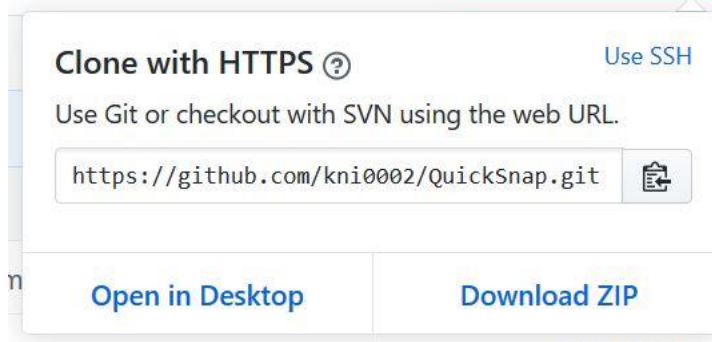 Clone with HTTPS ?
Use SSH
Use Git or checkout with SVN using the web URL.
https://github.com/kni0002/QuickSnap.git
m
Open in Desktop
Download ZIP